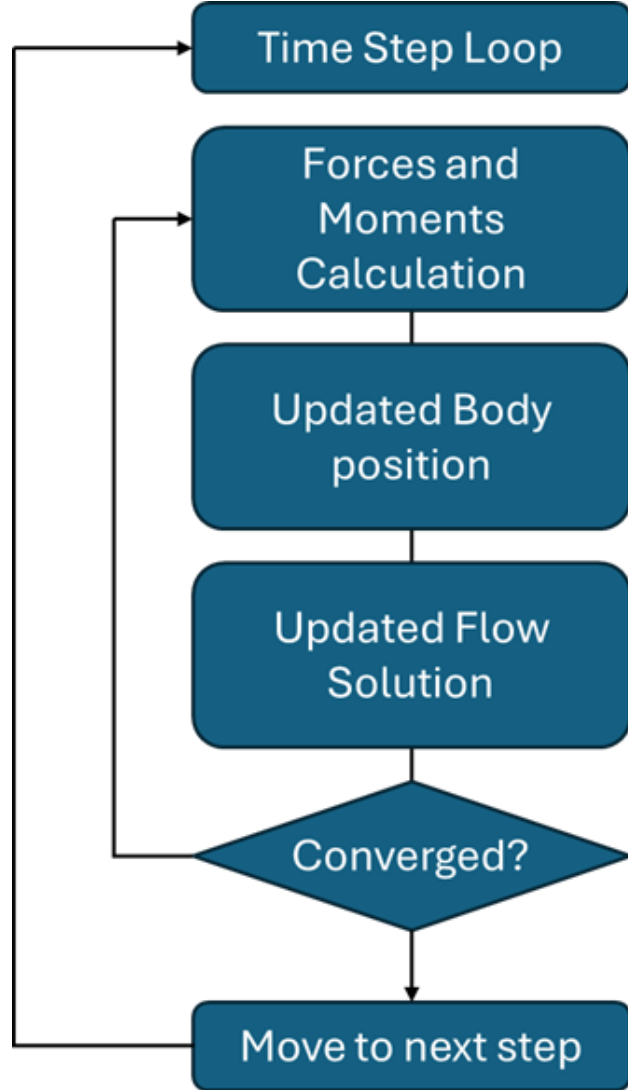 Time Step Loop
Forces and
Moments
Calculation
Updated Body
position
Updated Flow
Solution
Converged?
Move to next step